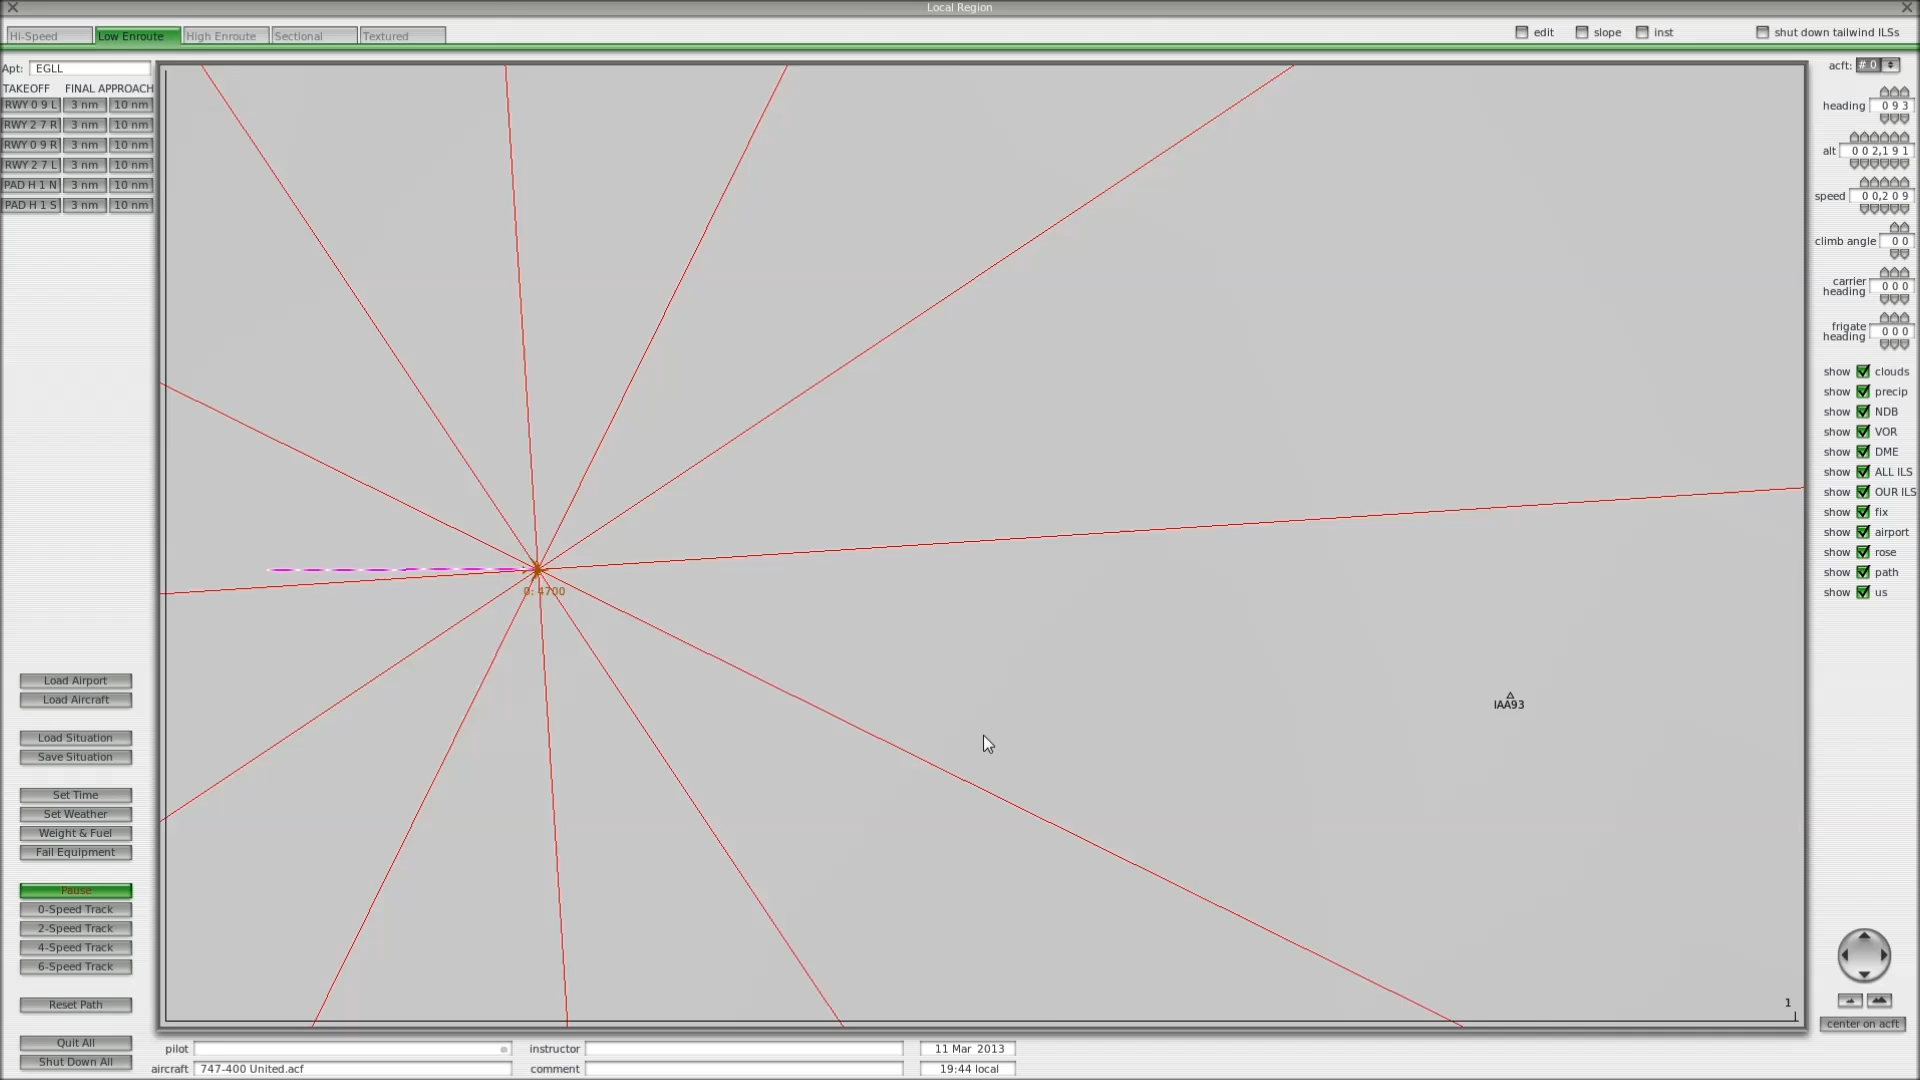 Local Region
Hi-Speed Low Enroute High Enroute Sectional Textured
edit slope inst shut down tailwind ILSs
Apt: EGLL
TAKEOFF FINAL APPROACH
RWY 0 9 L 3 nm 10 nm
RWY 2 7 R 3 nm 10 nm
RWY 0 9 R 3 nm 10 nm
RWY 2 7 L 3 nm 10 nm
PAD H 1 N 3 nm 10 nm
PAD H 1 S 3 nm 10 nm
0: 4700
IAA93
1
Load Airport
Load Aircraft
Load Situation
Save Situation
Set Time
Set Weather
Weight & Fuel
Fail Equipment
Pause
0-Speed Track
2-Speed Track
4-Speed Track
6-Speed Track
Reset Path
Quit All
Shut Down All
acft: # 0
heading 0 9 3
alt 0 0 2,1 9 1
speed 0 0,2 0 9
climb angle 0 0
carrier
heading 0 0 0
frigate
heading 0 0 0
show clouds
show precip
show NDB
show VOR
show DME
show ALL ILS
show OUR ILS
show fix
show airport
show rose
show path
show us
center on acft
pilot instructor 11 Mar 2013
aircraft 747-400 United.acf comment 19:44 local